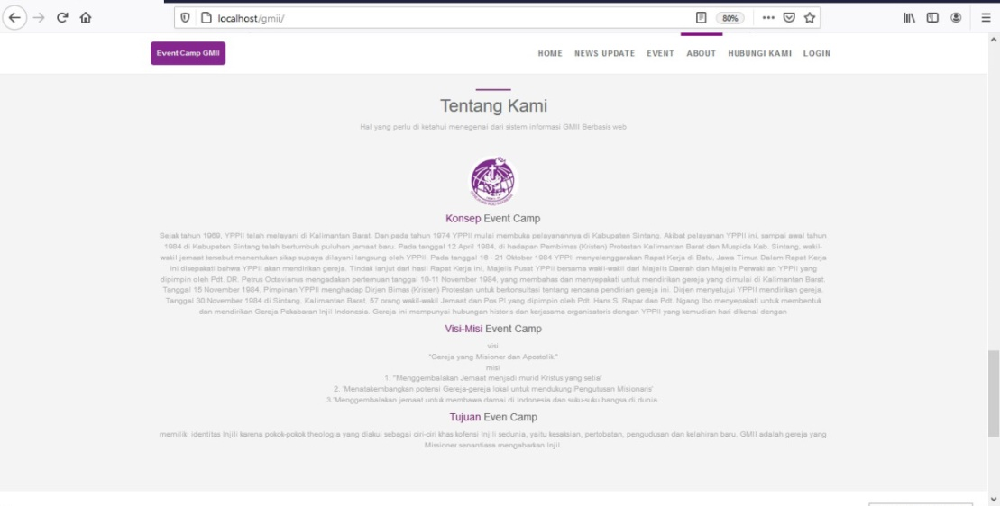 localhost/gmii/
80%
Event Camp GMII
HOME NEWS UPDATE EVENT ABOUT HUBUNGI KAMI LOGIN
Tentang Kami
Hal yang perlu di ketahui menegenai dari sistem informasi GMII Berbasis web
Konsep Event Camp
Sejak tahun 1969, YPPII telah melayani di Kalimantan Barat. Dan pada tahun 1974 YPPII mulai membuka pelayanannya di Kabupaten Sintang. Akibat pelayanan YPPII ini, sampai awal tahun
1984 di Kabupaten Sintang telah bertumbuh puluhan jemaat baru. Pada tanggal 12 April 1984, di hadapan Pembimas (Kristen) Protestan Kalimantan Barat dan Muspida Kab. Sintang, wakil-
wakil jemaat tersebut menentukan sikap supaya dilayani langsung oleh YPPII. Pada tanggal 16 - 21 Oktober 1984 YPPII menyelenggarakan Rapat Kerja di Batu, Jawa Timur. Dalam Rapat Kerja
ini disepakati bahwa YPPII akan mendirikan gereja. Tindak lanjut dari hasil Rapat Kerja ini, Majelis Pusat YPPII bersama wakil-wakil dari Majelis Daerah dan Majelis Perwakilan YPPII yang
dipimpin oleh Pdt. DR. Petrus Octavianus mengadakan pertemuan tanggal 10-11 November 1984, yang membahas dan menyepakati untuk mendirikan gereja yang dimulai di Kalimantan Barat.
Tanggal 15 November 1984, Pimpinan YPPII menghadap Dirjen Bimas (Kristen) Protestan untuk berkonsultasi tentang rencana pendirian gereja ini. Dirjen menyetujui YPPII mendirikan gereja.
Tanggal 30 November 1984 di Sintang, Kalimantan Barat, 57 orang wakil-wakil Jemaat dan Pos PI yang dipimpin oleh Pdt. Hans S. Rapar dan Pdt. Ngang Ibo menyepakati untuk membentuk
dan mendirikan Gereja Pekabaran Injil Indonesia. Gereja ini mempunyai hubungan historis dan kerjasama organisatoris dengan YPPII yang kemudian hari dikenal dengan
Visi-Misi Event Camp
visi
"Gereja yang Misioner dan Apostolik."
misi
1. "Menggembalakan Jemaat menjadi murid Kristus yang setia'
2. 'Menatakembangkan potensi Gereja-gereja lokal untuk mendukung Pengutusan Misionaris'
3 'Menggembalakan jemaat untuk membawa damai di Indonesia dan suku-suku bangsa di dunia.
Tujuan Even Camp
memiliki identitas Injili karena pokok-pokok theologia yang diakui sebagai ciri-ciri khas kofensi Injili sedunia, yaitu kesaksian, pertobatan, pengudusan dan kelahiran baru. GMII adalah gereja yang
Missioner senantiasa mengabarkan Injil.